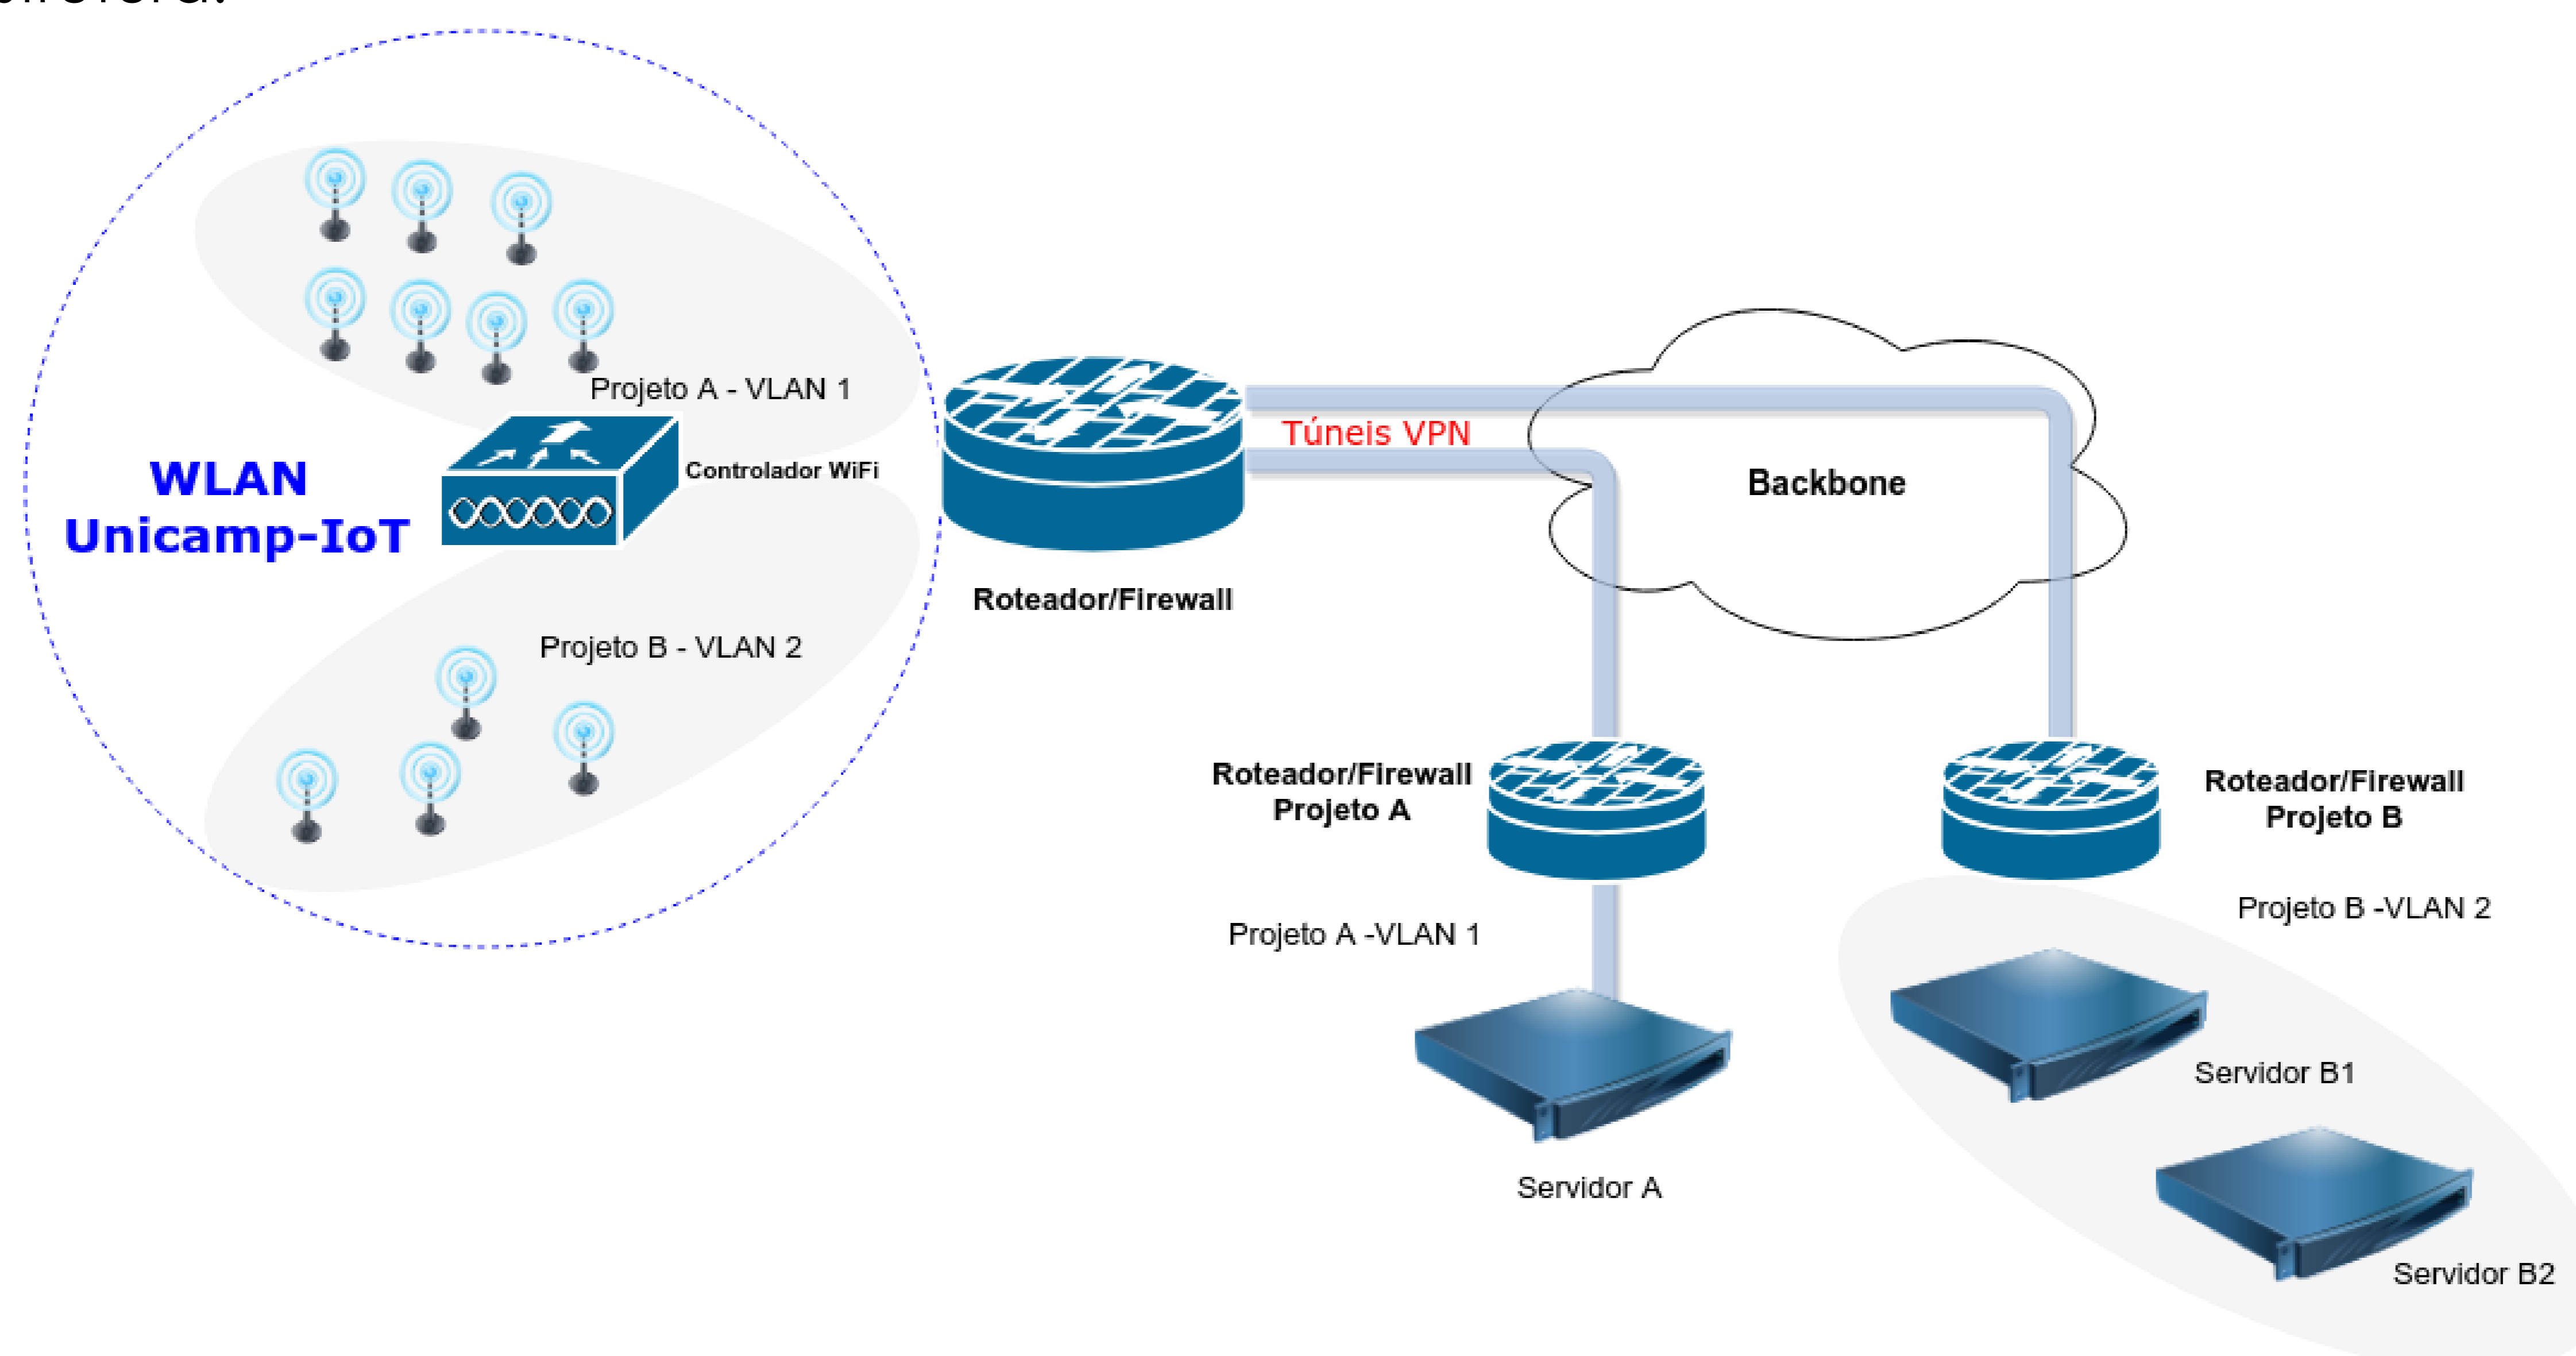 Projeto A - VLAN 1
WLAN
Unicamp-IoT
Controlador WiFi
Projeto B - VLAN 2
Roteador/Firewall
Túneis VPN
Backbone
Roteador/Firewall
Projeto A
Roteador/Firewall
Projeto B
Projeto A -VLAN 1
Projeto B -VLAN 2
Servidor A
Servidor B1
Servidor B2